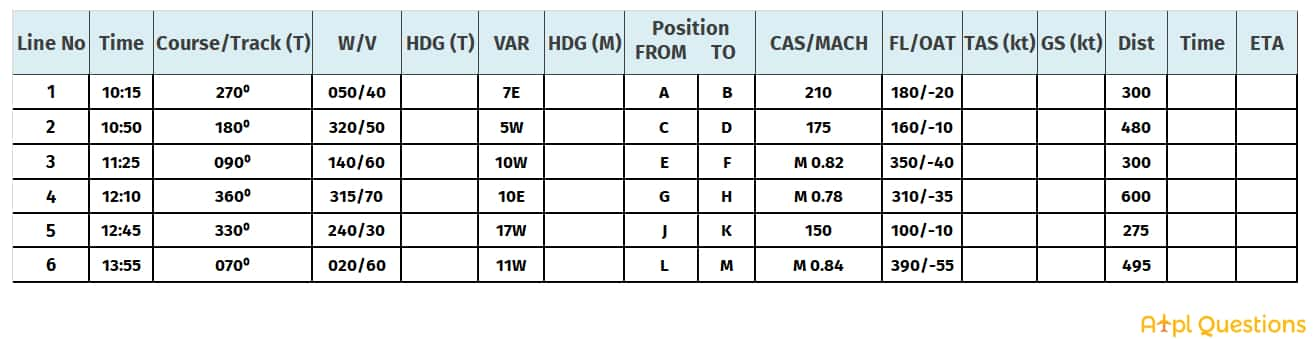 Line No Time Course/Track (T) W/V HDG (T) VAR HDG (M) Position FROM TO CAS/MACH FL/OAT TAS (kt) GS (kt) Dist Time ETA
1 10:15 270⁰ 050/40 7E A B 210 180/-20 300
2 10:50 180⁰ 320/50 5W C D 175 160/-10 480
3 11:25 090⁰ 140/60 10W E F M 0.82 350/-40 300
4 12:10 360⁰ 315/70 10E G H M 0.78 310/-35 600
5 12:45 330⁰ 240/30 17W J K 150 100/-10 275
6 13:55 070⁰ 020/60 11W L M M 0.84 390/-55 495
Atpl Questions